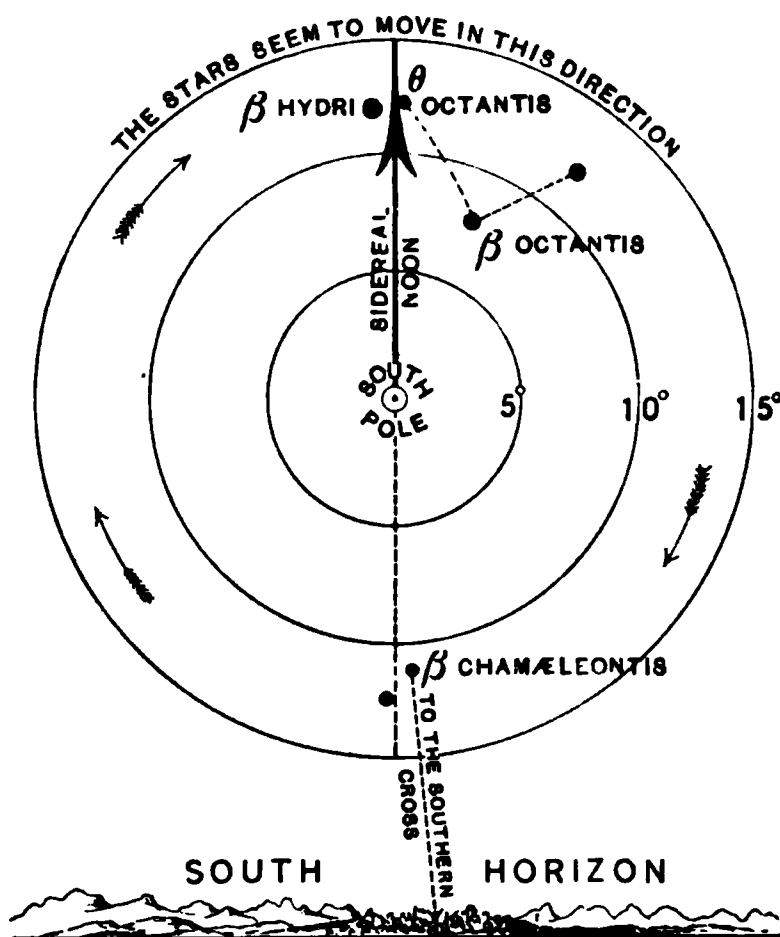 THE STARS SEEM TO MOVE IN THIS DIRECTION
β HYDRI
θ OCTANTIS
β OCTANTIS
SIDEREAL
NOON
SOUTH
POLE
5°
10°
15°
β CHAMÆLEONTIS
TO THE SOUTHERN
CROSS
SOUTH HORIZON